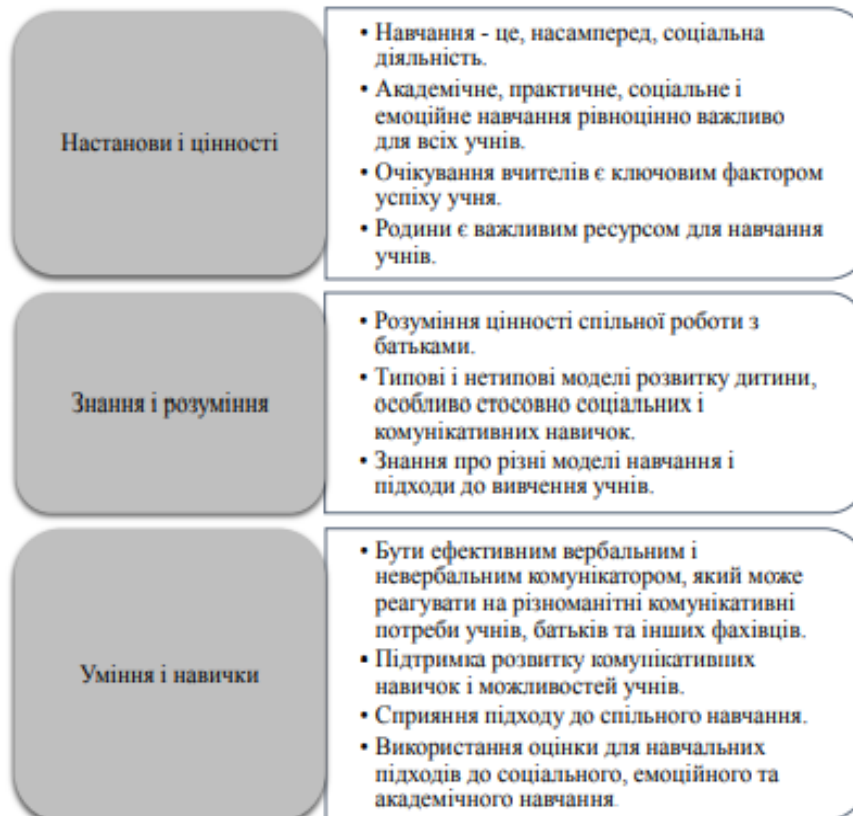 Настанови і цінності
• Навчання - це, насамперед, соціальна
діяльність.
• Академічне, практичне, соціальне і
емоційне навчання рівноцінно важливо
для всіх учнів.
• Очікування вчителів є ключовим фактором
успіху учня.
• Родини є важливим ресурсом для навчання
учнів.
Знання і розуміння
• Розуміння цінності спільної роботи з
батьками.
• Типові і нетипові моделі розвитку дитини,
особливо стосовно соціальних і
комунікативних навичок.
• Знання про різні моделі навчання і
підходи до вивчення учнів.
Уміння і навички
• Бути ефективним вербальним і
невербальним комунікатором, який може
реагувати на різноманітні комунікативні
потреби учнів, батьків та інших фахівців.
• Підтримка розвитку комунікативних
навичок і можливостей учнів.
• Сприяння підходу до спільного навчання.
• Використання оцінки для навчальних
підходів до соціального, емоційного та
академічного навчання.